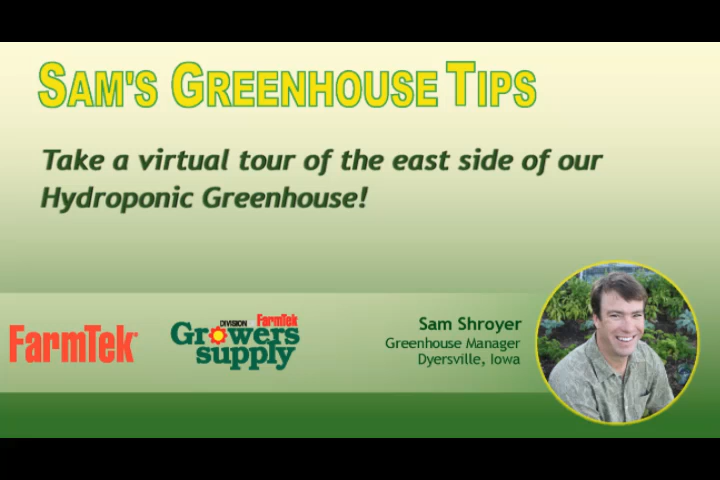 SAM'S GREENHOUSE TIPS
Take a virtual tour of the east side of our
Hydroponic Greenhouse!
FarmTek
DIVISION FarmTek
Growers
supply
Sam Shroyer
Greenhouse Manager
Dyersville, Iowa